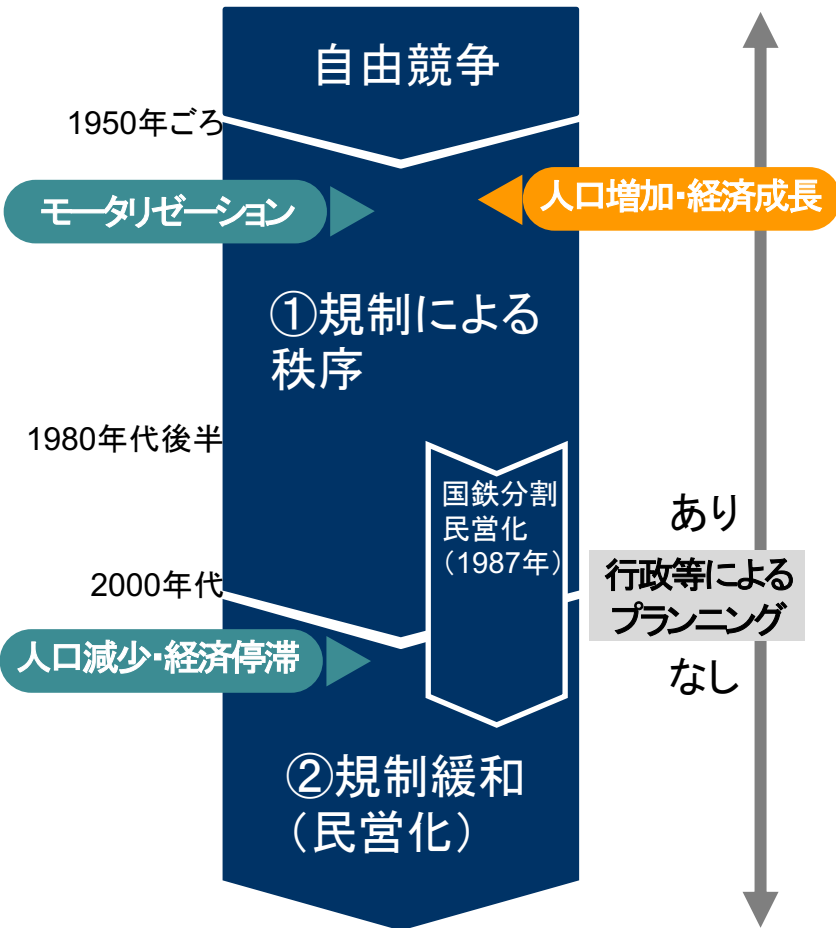 自由競争
1950年ごろ
モータリゼーション
人口増加・経済成長
①規制による
秩序
1980年代後半
国鉄分割
民営化
（1987年）
あり
2000年代
行政等による
プランニング
人口減少・経済停滞
なし
②規制緩和
（民営化）